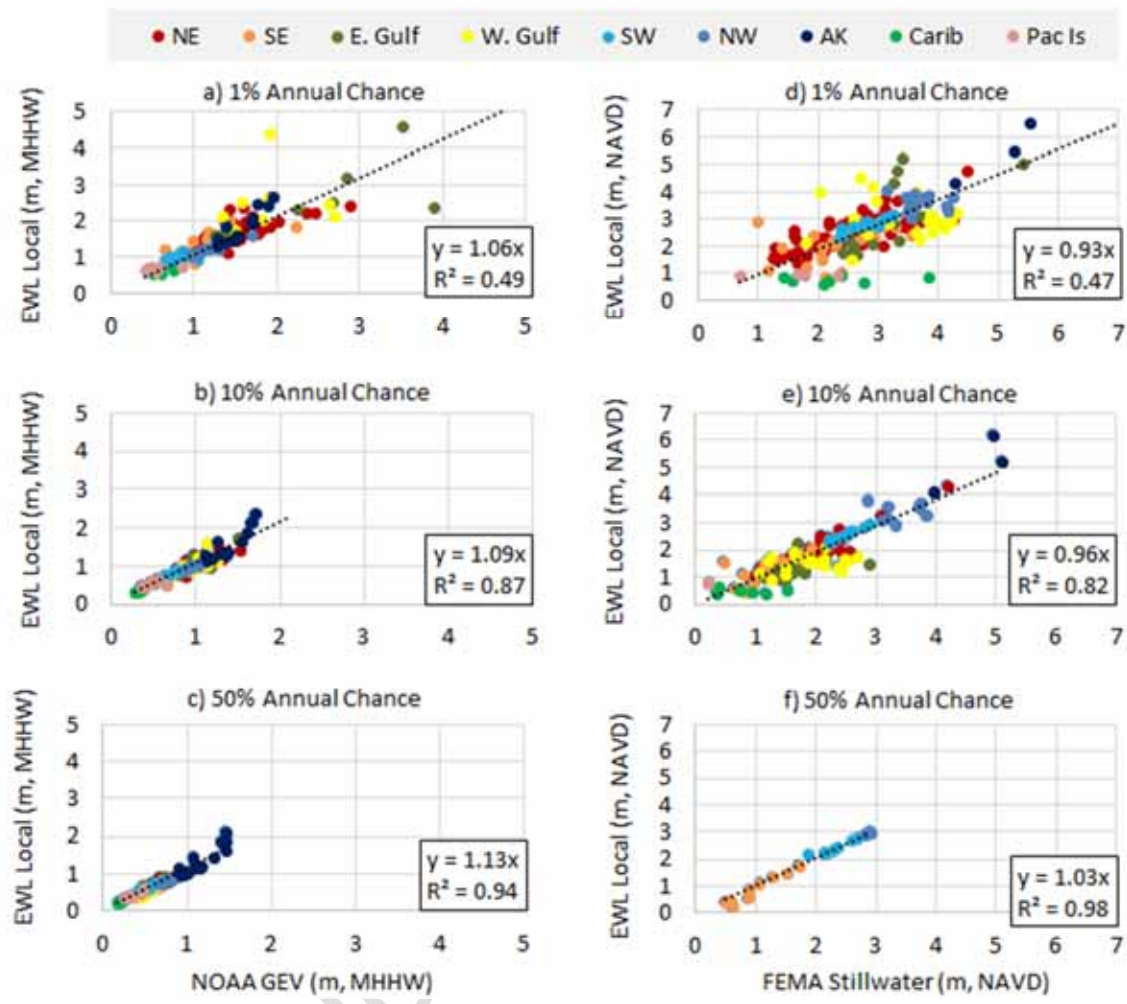 NE SE E. Gulf W. Gulf SW NW AK Carib Pac Is
a) 1% Annual Chance
EWL Local (m, MHHW)
5
4
3
2
1
0
0 1 2 3 4 5
y = 1.06x
R² = 0.49
d) 1% Annual Chance
EWL Local (m, NAVD)
7
6
5
4
3
2
1
0
0 1 2 3 4 5 6 7
y = 0.93x
R² = 0.47
b) 10% Annual Chance
EWL Local (m, MHHW)
5
4
3
2
1
0
0 1 2 3 4 5
y = 1.09x
R² = 0.87
e) 10% Annual Chance
EWL Local (m, NAVD)
7
6
5
4
3
2
1
0
0 1 2 3 4 5 6 7
y = 0.96x
R² = 0.82
c) 50% Annual Chance
EWL Local (m, MHHW)
5
4
3
2
1
0
0 1 2 3 4 5
y = 1.13x
R² = 0.94
NOAA GEV (m, MHHW)
f) 50% Annual Chance
EWL Local (m, NAVD)
7
6
5
4
3
2
1
0
0 1 2 3 4 5 6 7
y = 1.03x
R² = 0.98
FEMA Stillwater (m, NAVD)